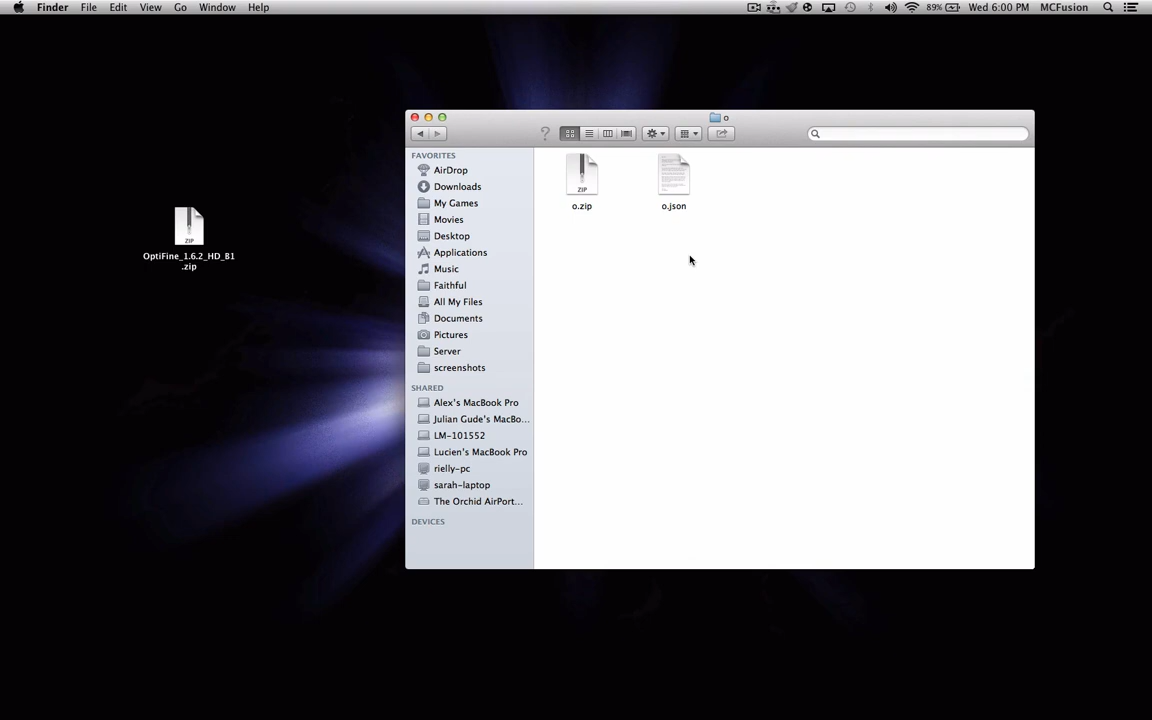 Finder File Edit View Go Window Help 89% Wed 6:00 PM MCFusion
o
FAVORITES
AirDrop
Downloads
My Games
Movies
Desktop
Applications
Music
Faithful
All My Files
Documents
Pictures
Server
screenshots
SHARED
Alex's MacBook Pro
Julian Gude's MacBo...
LM-101552
Lucien's MacBook Pro
rielly-pc
sarah-laptop
The Orchid AirPort...
DEVICES
ZIP
o.zip
o.json
ZIP
OptiFine_1.6.2_HD_B1
.zip